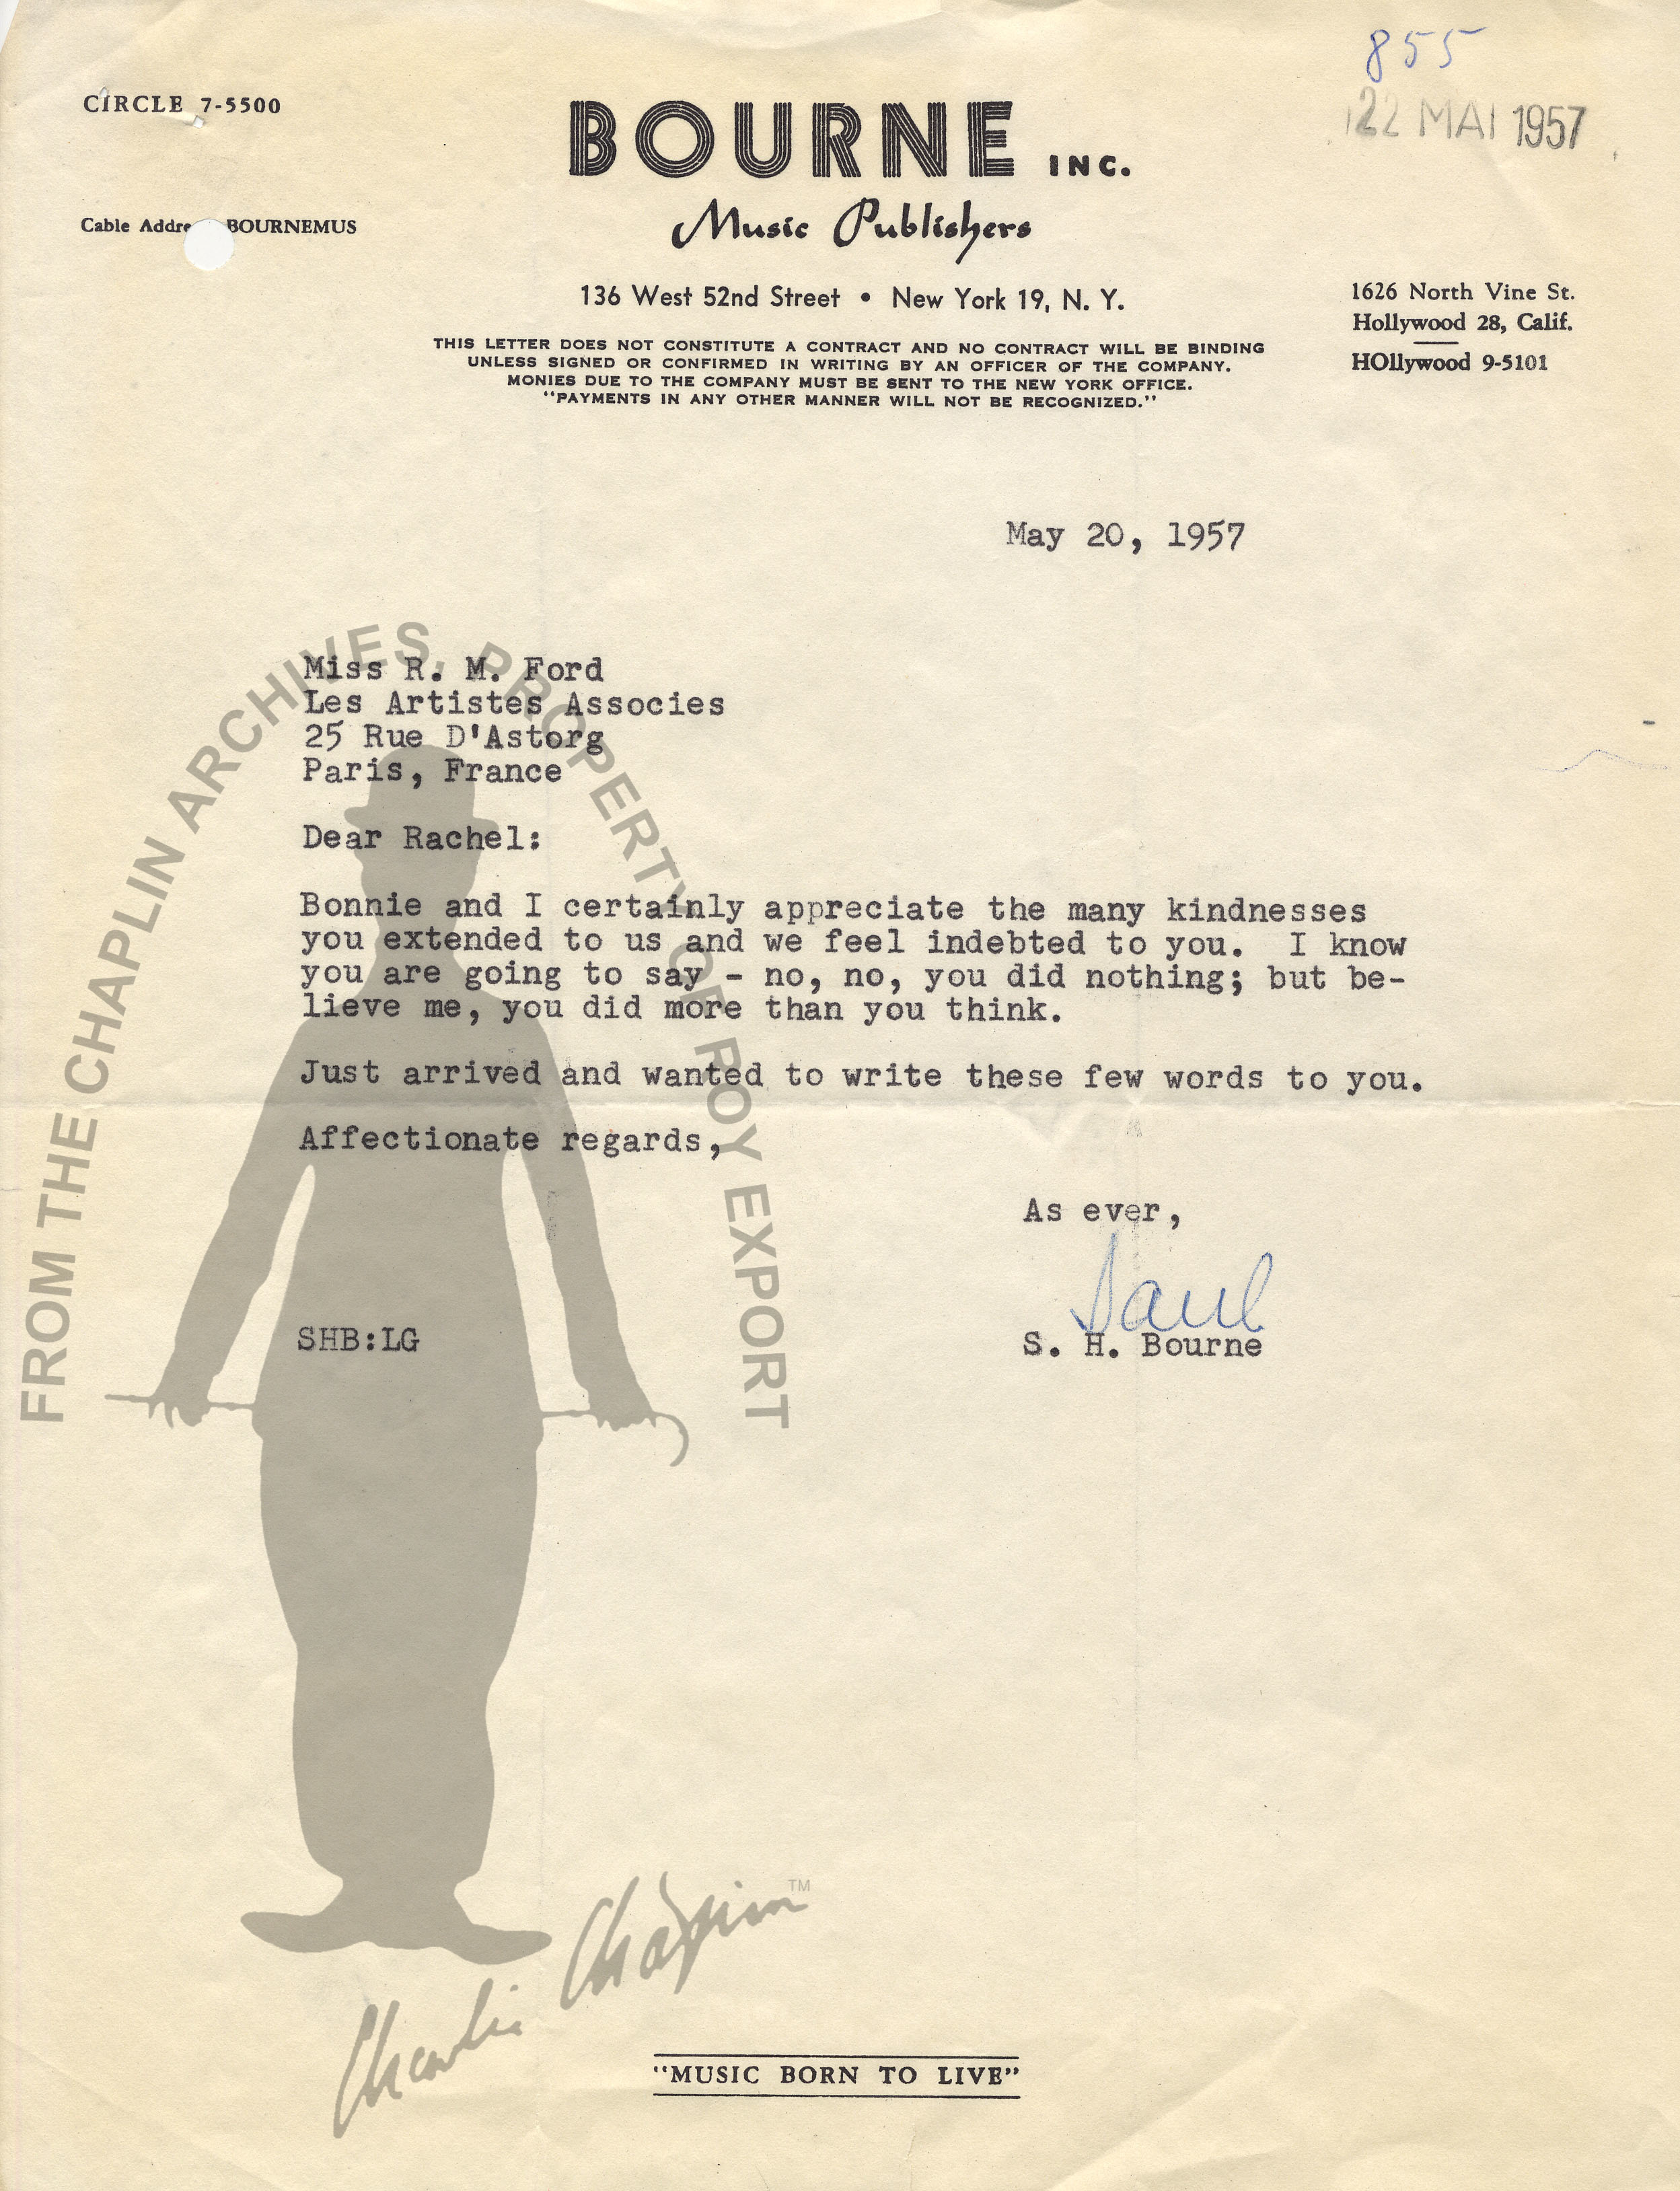 855
22 MAI 1957
CIRCLE 7-5500
BOURNE INC.
Cable Addre BOURNEMUS
Music Publishers
136 West 52nd Street • New York 19, N. Y.
1626 North Vine St.
Hollywood 28, Calif.
HOllywood 9-5101
THIS LETTER DOES NOT CONSTITUTE A CONTRACT AND NO CONTRACT WILL BE BINDING
UNLESS SIGNED OR CONFIRMED IN WRITING BY AN OFFICER OF THE COMPANY.
MONIES DUE TO THE COMPANY MUST BE SENT TO THE NEW YORK OFFICE.
"PAYMENTS IN ANY OTHER MANNER WILL NOT BE RECOGNIZED."
May 20, 1957
Miss R. M. Ford
Les Artistes Associes
25 Rue D'Astorg
Paris, France
Dear Rachel:
Bonnie and I certainly appreciate the many kindnesses
you extended to us and we feel indebted to you. I know
you are going to say - no, no, you did nothing; but be-
lieve me, you did more than you think.
Just arrived and wanted to write these few words to you.
Affectionate regards,
As ever,
Saul
S. H. Bourne
SHB:LG
FROM THE CHAPLIN ARCHIVES, PROPERTY OF ROY EXPORT
Charlie Chaplin TM
"MUSIC BORN TO LIVE"